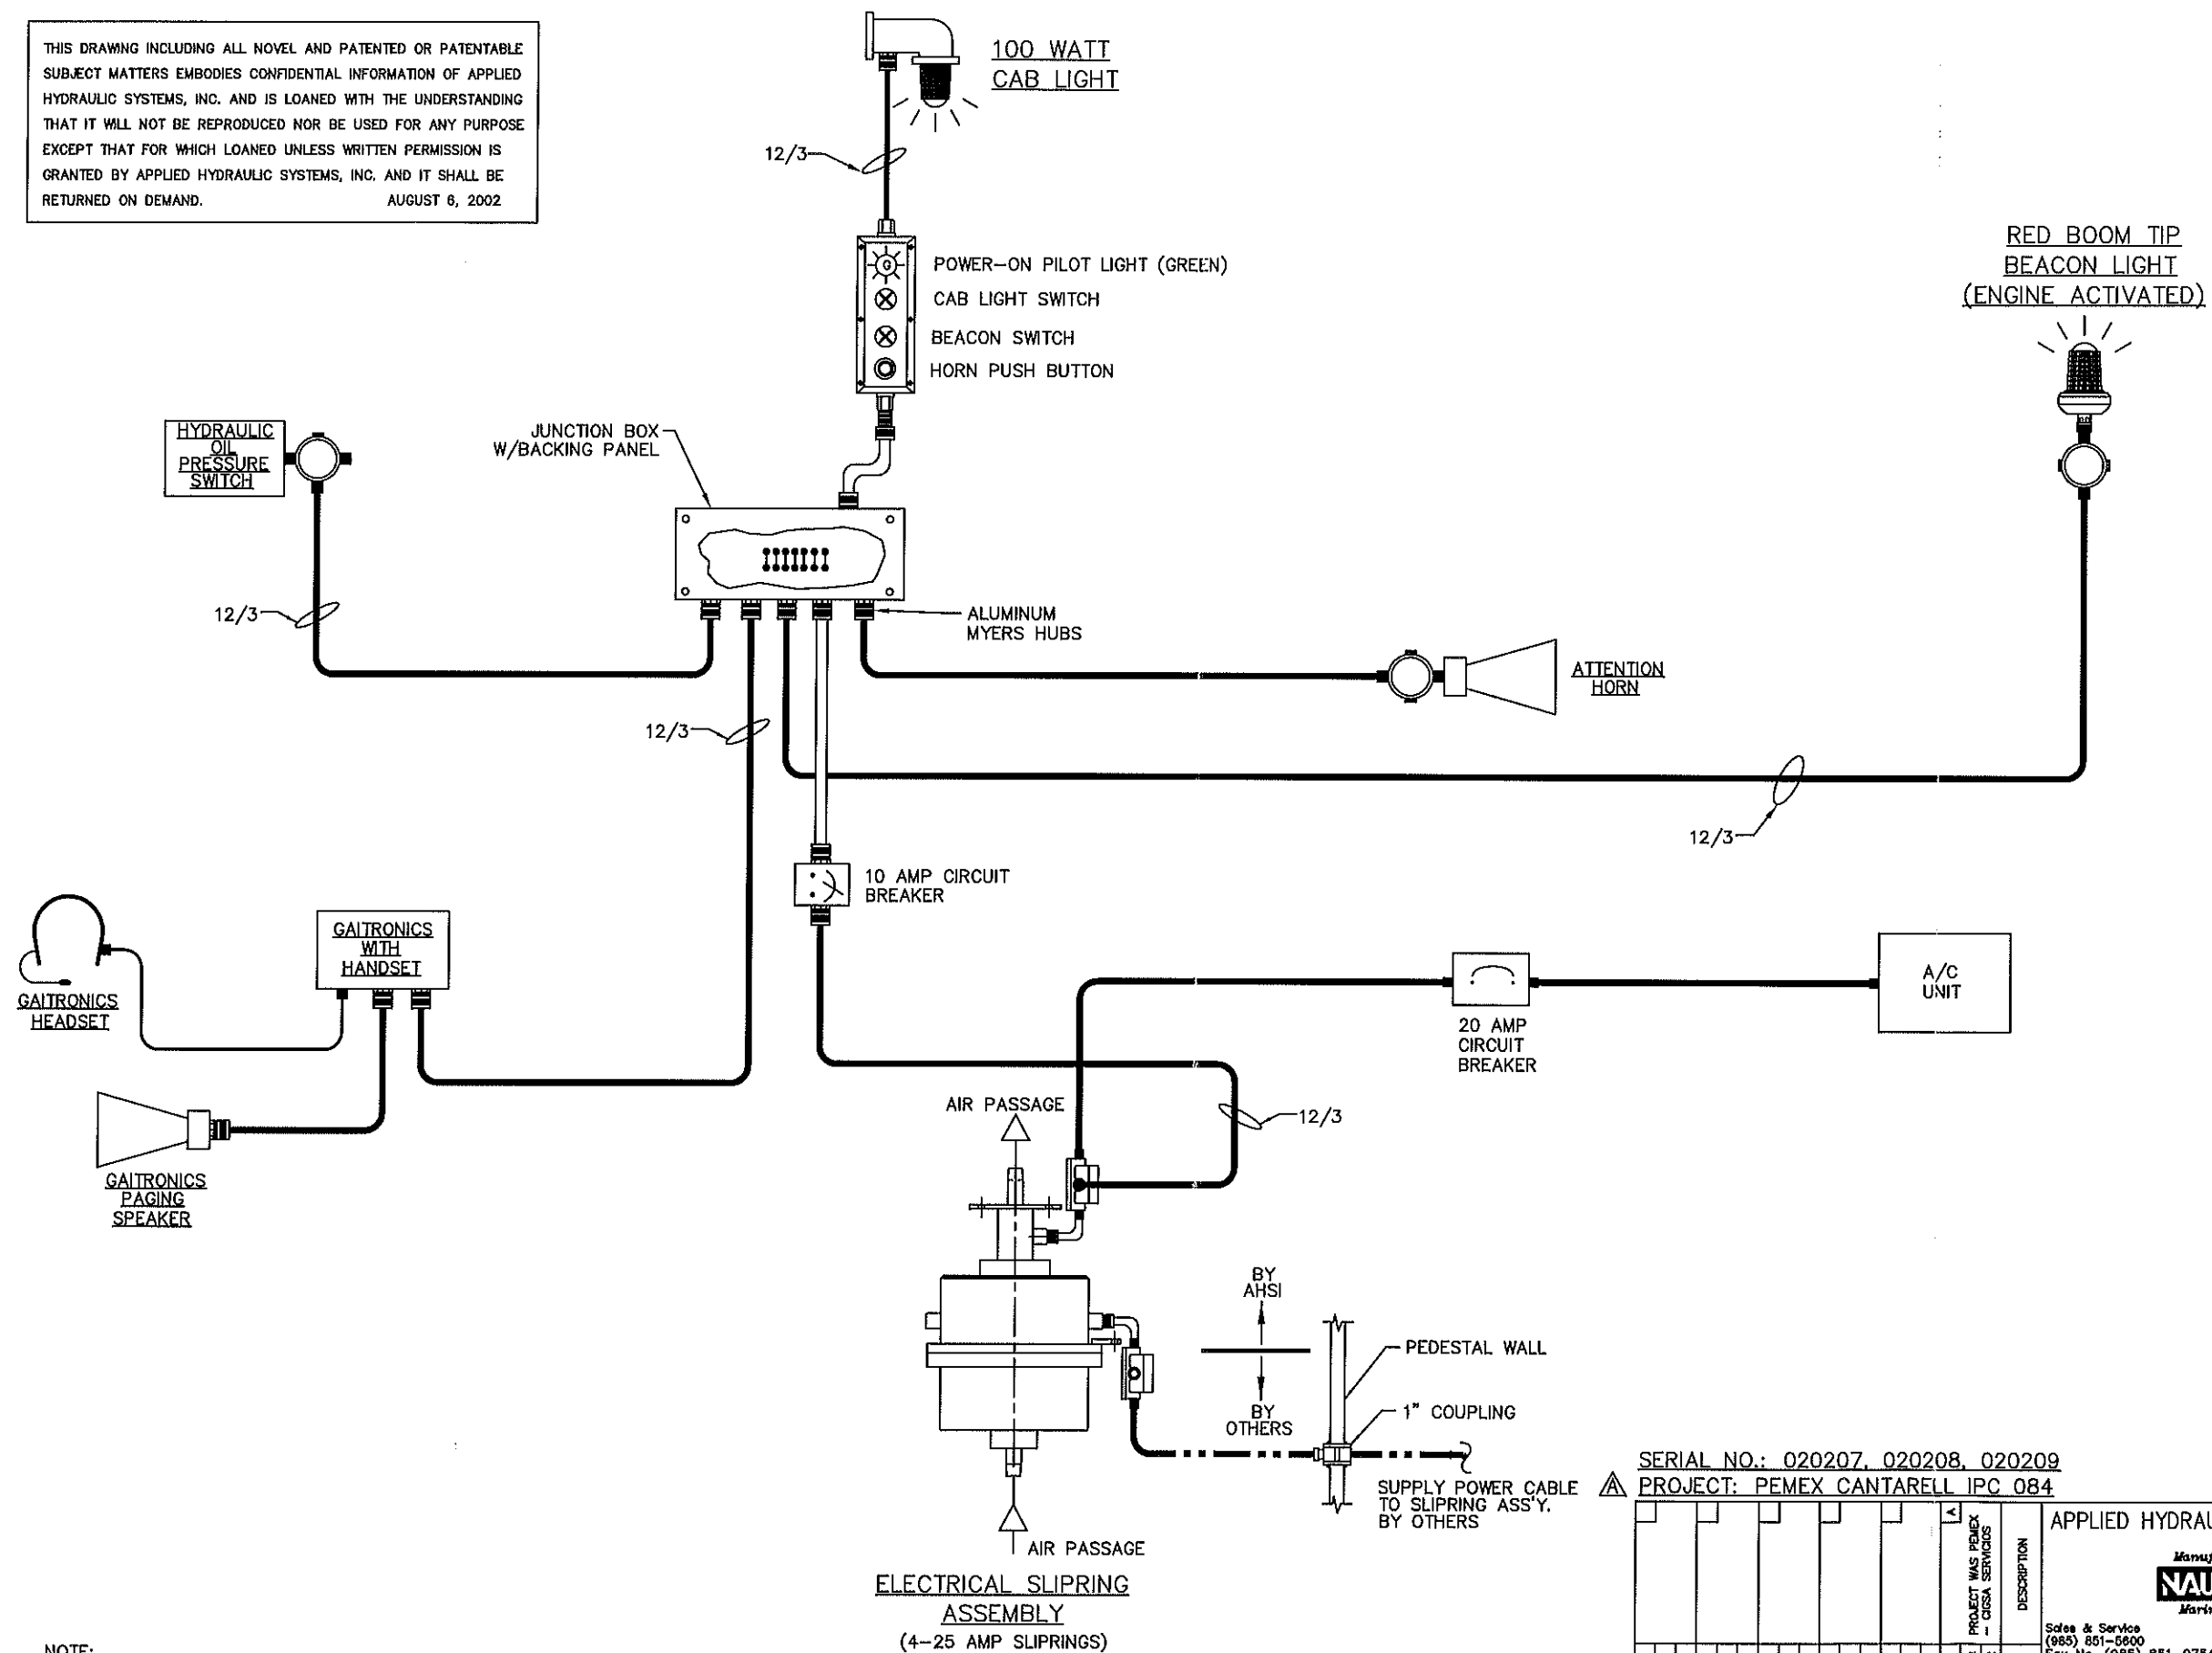 THIS DRAWING INCLUDING ALL NOVEL AND PATENTED OR PATENTABLE
SUBJECT MATTERS EMBODIES CONFIDENTIAL INFORMATION OF APPLIED
HYDRAULIC SYSTEMS, INC. AND IS LOANED WITH THE UNDERSTANDING
THAT IT WILL NOT BE REPRODUCED NOR BE USED FOR ANY PURPOSE
EXCEPT THAT FOR WHICH LOANED UNLESS WRITTEN PERMISSION IS
GRANTED BY APPLIED HYDRAULIC SYSTEMS, INC. AND IT SHALL BE
RETURNED ON DEMAND. AUGUST 6, 2002
100 WATT
CAB LIGHT
12/3
G
POWER-ON PILOT LIGHT (GREEN)
CAB LIGHT SWITCH
BEACON SWITCH
HORN PUSH BUTTON
RED BOOM TIP
BEACON LIGHT
(ENGINE ACTIVATED)
HYDRAULIC
OIL
PRESSURE
SWITCH
JUNCTION BOX
W/BACKING PANEL
12/3
ALUMINUM
MYERS HUBS
ATTENTION
HORN
12/3
12/3
10 AMP CIRCUIT
BREAKER
GAITRONICS
WITH
HANDSET
GAITRONICS
HEADSET
A/C
UNIT
20 AMP
CIRCUIT
BREAKER
AIR PASSAGE
12/3
GAITRONICS
PAGING
SPEAKER
BY
AHSI
BY
OTHERS
PEDESTAL WALL
1" COUPLING
SUPPLY POWER CABLE
TO SLIPRING ASS'Y.
BY OTHERS
AIR PASSAGE
ELECTRICAL SLIPRING
ASSEMBLY
(4-25 AMP SLIPRINGS)
SERIAL NO.: 020207, 020208, 020209
A PROJECT: PEMEX CANTARELL IPC 084
A
PROJECT WAS PEMEX
- CIGSA SERVICIOS
DESCRIPTION
APPLIED HYDRAU
Manuf
NAU
Marin
Sales & Service
(985) 851-5600
NOTE: